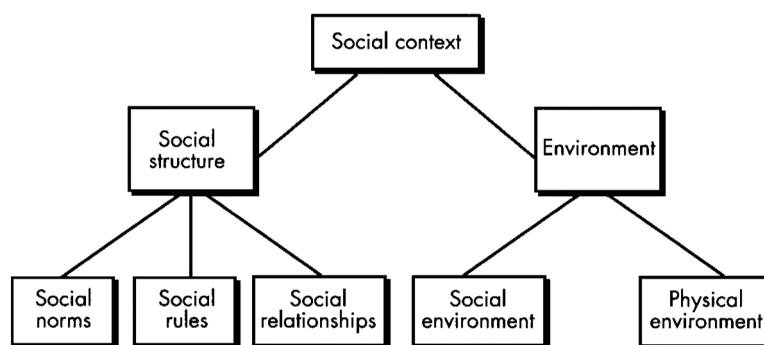 Social context
Social
structure
Environment
Social
norms
Social
rules
Social
relationships
Social
environment
Physical
environment